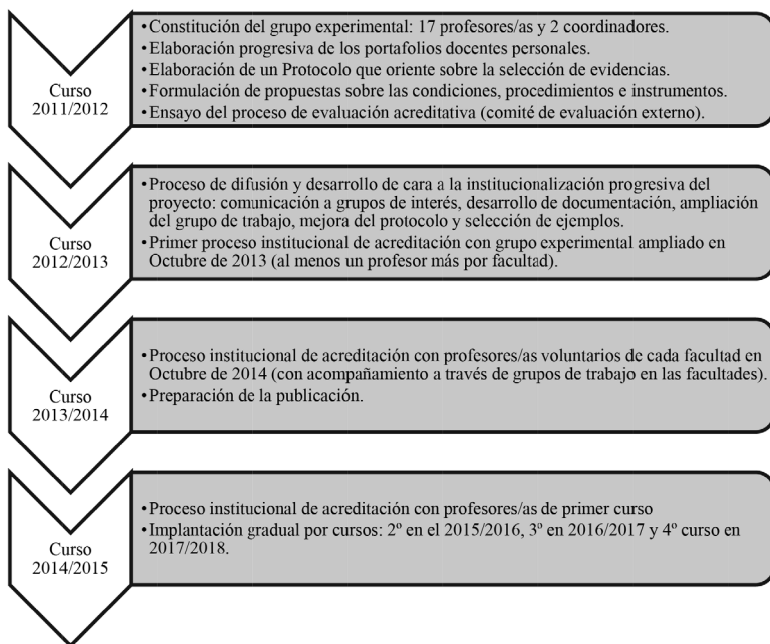 Curso
2011/2012
•Constitución del grupo experimental: 17 profesores/as y 2 coordinadores.
•Elaboración progresiva de los portafolios docentes personales.
•Elaboración de un Protocolo que oriente sobre la selección de evidencias.
•Formulación de propuestas sobre las condiciones, procedimientos e instrumentos.
•Ensayo del proceso de evaluación acreditativa (comité de evaluación externo).
Curso
2012/2013
•Proceso de difusión y desarrollo de cara a la institucionalización progresiva del
proyecto: comunicación a grupos de interés, desarrollo de documentación, ampliación
del grupo de trabajo, mejora del protocolo y selección de ejemplos.
•Primer proceso institucional de acreditación con grupo experimental ampliado en
Octubre de 2013 (al menos un profesor más por facultad).
Curso
2013/2014
•Proceso institucional de acreditación con profesores/as voluntarios de cada facultad en
Octubre de 2014 (con acompañamiento a través de grupos de trabajo en las facultades).
•Preparación de la publicación.
Curso
2014/2015
•Proceso institucional de acreditación con profesores/as de primer curso
•Implantación gradual por cursos: 2º en el 2015/2016, 3º en 2016/2017 y 4º curso en
2017/2018.